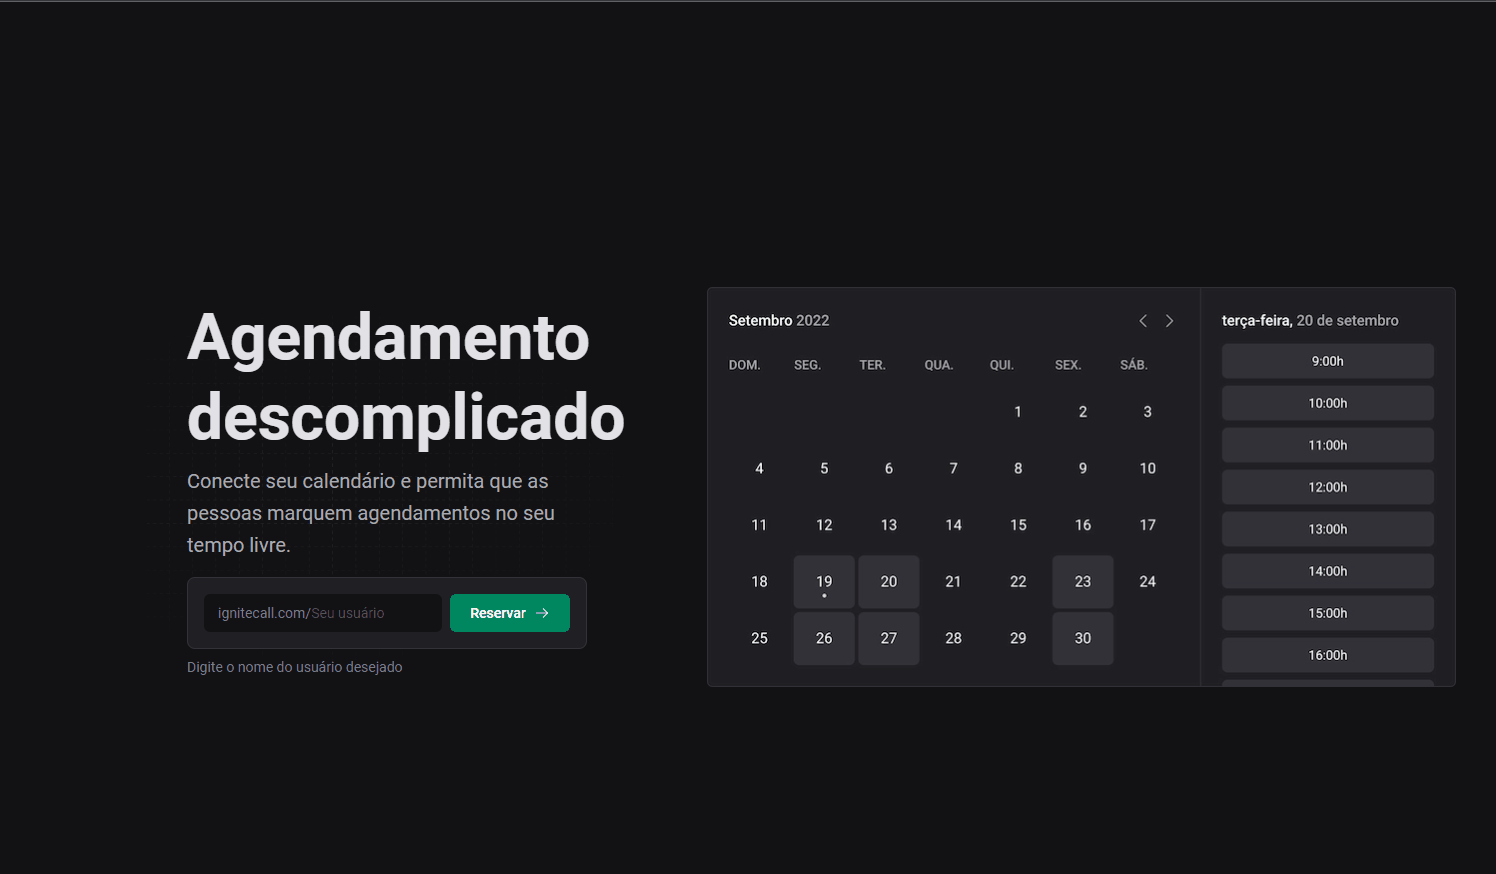 Agendamento
descomplicado
Conecte seu calendário e permita que as
pessoas marquem agendamentos no seu
tempo livre.
ignitecall.com/Seu usuário
Reservar
Digite o nome do usuário desejado
Setembro 2022
DOM. SEG. TER. QUA. QUI. SEX. SÁB.
1 2 3
4 5 6 7 8 9 10
11 12 13 14 15 16 17
18 19 20 21 22 23 24
25 26 27 28 29 30
terça-feira, 20 de setembro
9:00h
10:00h
11:00h
12:00h
13:00h
14:00h
15:00h
16:00h